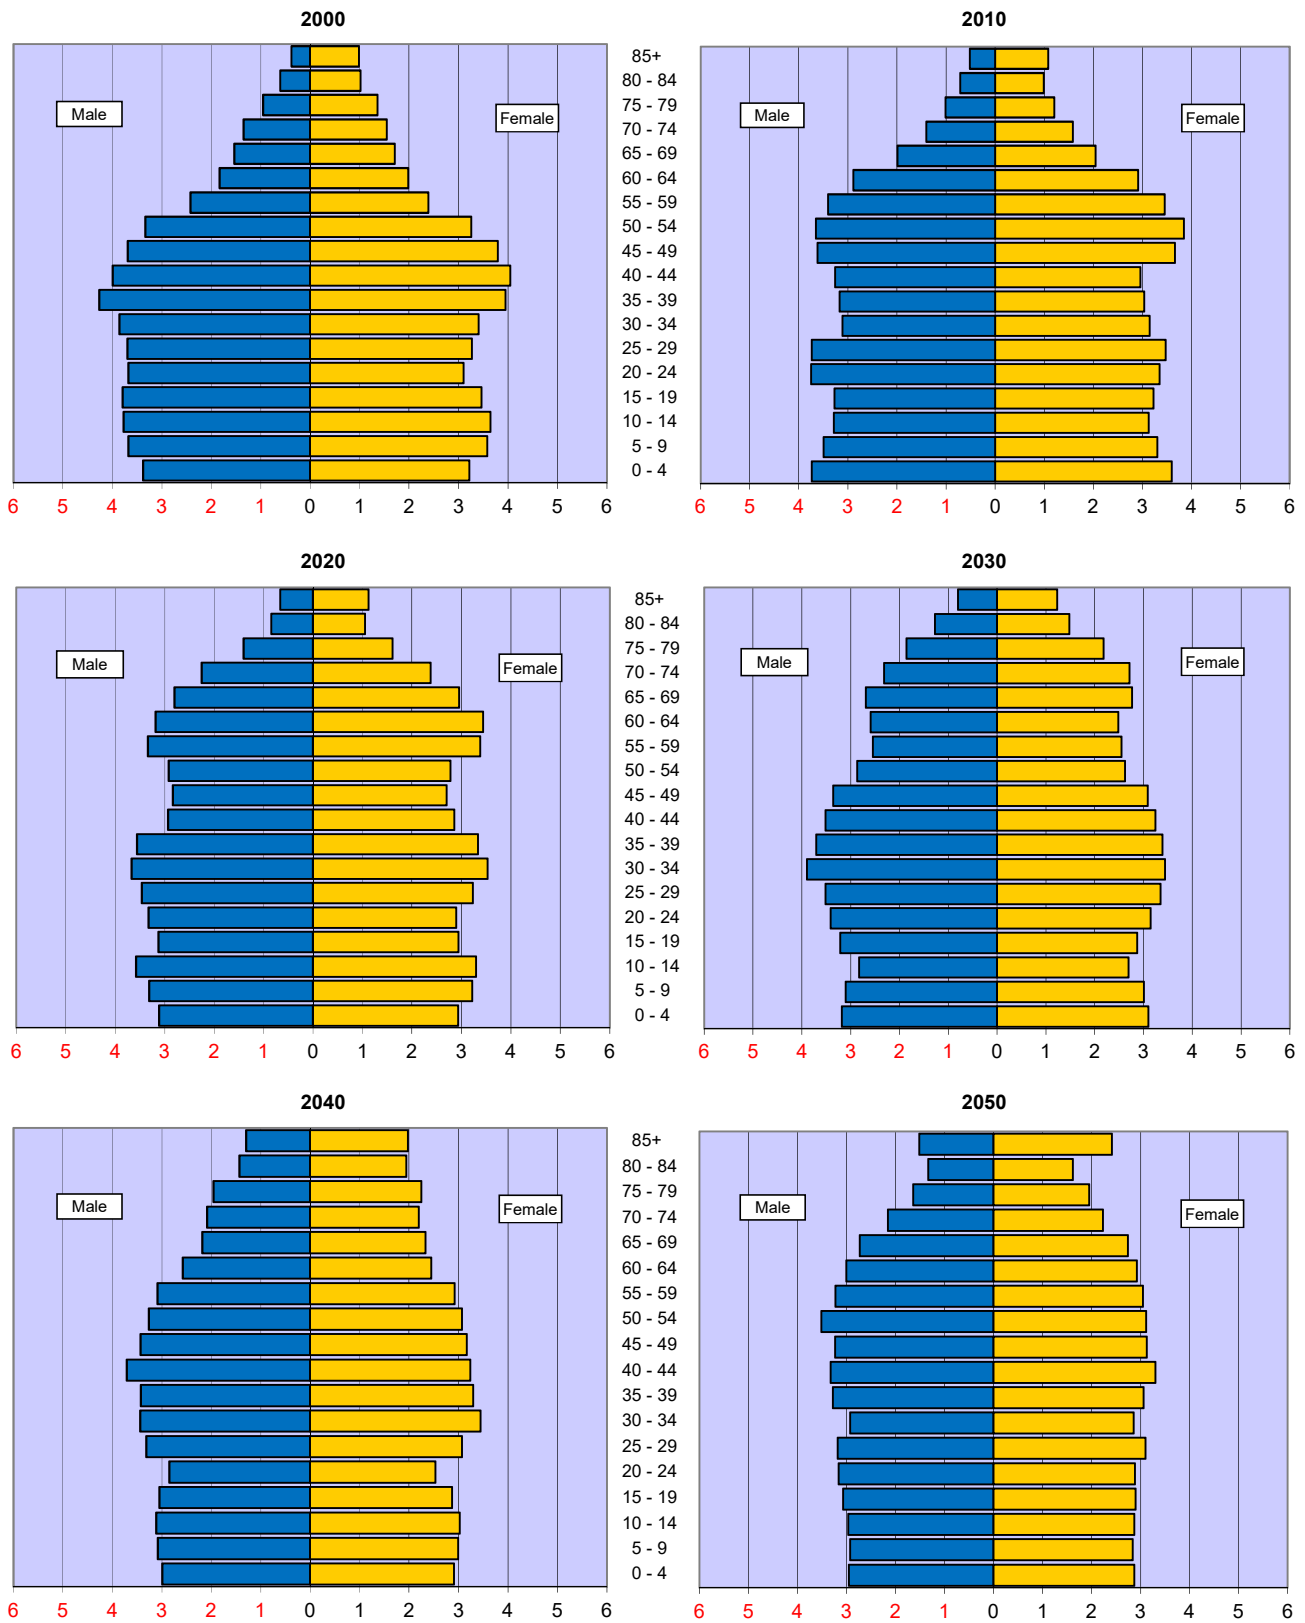 2000
2010
Male
Female
Male
Female
85+
80 - 84
75 - 79
70 - 74
65 - 69
60 - 64
55 - 59
50 - 54
45 - 49
40 - 44
35 - 39
30 - 34
25 - 29
20 - 24
15 - 19
10 - 14
5 - 9
0 - 4
6 5 4 3 2 1 0 1 2 3 4 5 6
6 5 4 3 2 1 0 1 2 3 4 5 6
2020
2030
Male
Female
Male
Female
85+
80 - 84
75 - 79
70 - 74
65 - 69
60 - 64
55 - 59
50 - 54
45 - 49
40 - 44
35 - 39
30 - 34
25 - 29
20 - 24
15 - 19
10 - 14
5 - 9
0 - 4
6 5 4 3 2 1 0 1 2 3 4 5 6
6 5 4 3 2 1 0 1 2 3 4 5 6
2040
2050
Male
Female
Male
Female
85+
80 - 84
75 - 79
70 - 74
65 - 69
60 - 64
55 - 59
50 - 54
45 - 49
40 - 44
35 - 39
30 - 34
25 - 29
20 - 24
15 - 19
10 - 14
5 - 9
0 - 4
6 5 4 3 2 1 0 1 2 3 4 5 6
6 5 4 3 2 1 0 1 2 3 4 5 6